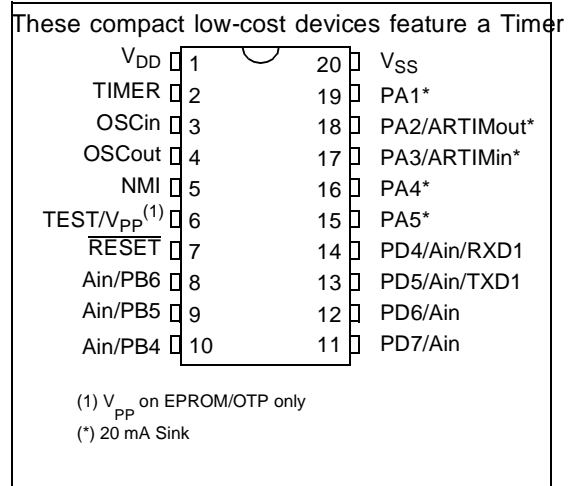 These compact low-cost devices feature a Timer
VDD 1 20 VSS
TIMER 2 19 PA1*
OSCin 3 18 PA2/ARTIMout*
OSCout 4 17 PA3/ARTIMin*
NMI 5 16 PA4*
TEST/VPP(1) 6 15 PA5*
RESET 7 14 PD4/Ain/RXD1
Ain/PB6 8 13 PD5/Ain/TXD1
Ain/PB5 9 12 PD6/Ain
Ain/PB4 10 11 PD7/Ain
(1) VPP on EPROM/OTP only
(*) 20 mA Sink